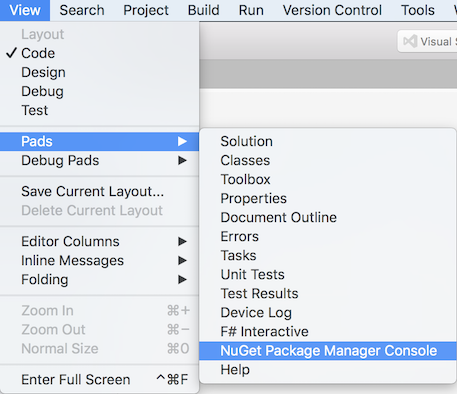 View Search Project Build Run Version Control Tools
Visual S
Layout
✓ Code
Design
Debug
Test
Pads ▶
Debug Pads ▶
Save Current Layout...
Delete Current Layout
Editor Columns ▶
Inline Messages ▶
Folding ▶
Zoom In ⌘+
Zoom Out ⌘−
Normal Size ⌘0
Enter Full Screen ^⌘F
Solution
Classes
Toolbox
Properties
Document Outline
Errors
Tasks
Unit Tests
Test Results
Device Log
F# Interactive
NuGet Package Manager Console
Help